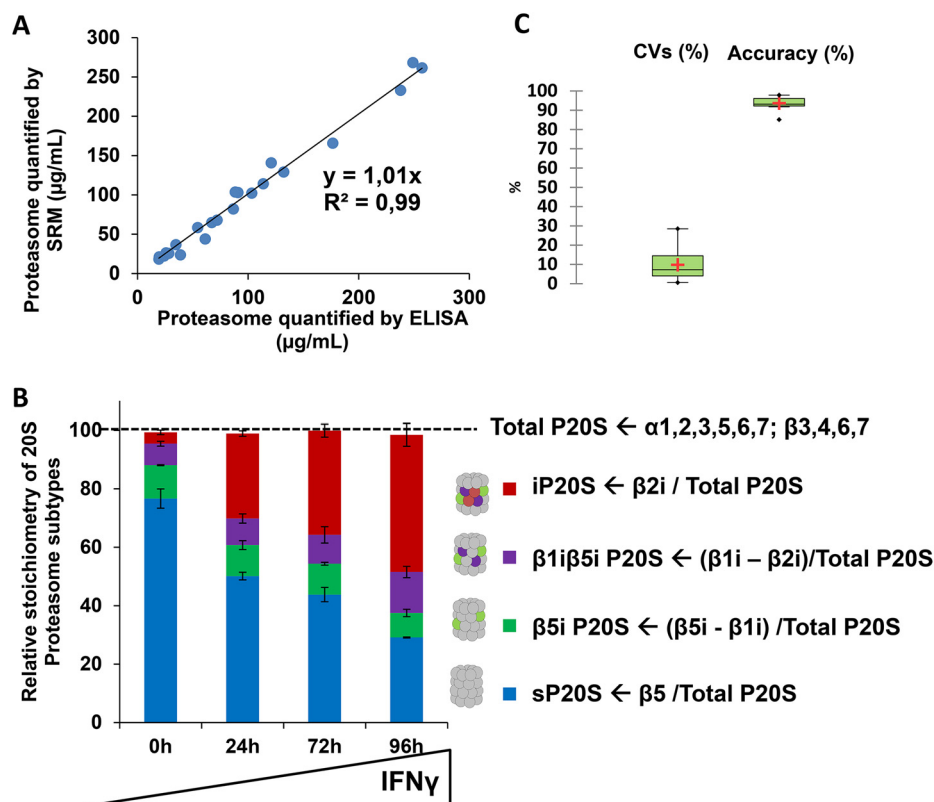 A
Proteasome quantified by
SRM (µg/mL)
300
250
200
150
100
50
0
y = 1,01x
R² = 0,99
0
100
200
300
Proteasome quantified by ELISA
(µg/mL)
C
CVs (%)
Accuracy (%)
%
100
90
80
70
60
50
40
30
20
10
0
B
Relative stoichiometry of 20S
Proteasome subtypes
100
80
60
40
20
0
0h
24h
72h
96h
IFNγ
Total P20S ← α1,2,3,5,6,7; β3,4,6,7
iP20S ← β2i / Total P20S
β1iβ5i P20S ← (β1i – β2i)/Total P20S
β5i P20S ← (β5i - β1i) /Total P20S
sP20S ← β5 /Total P20S